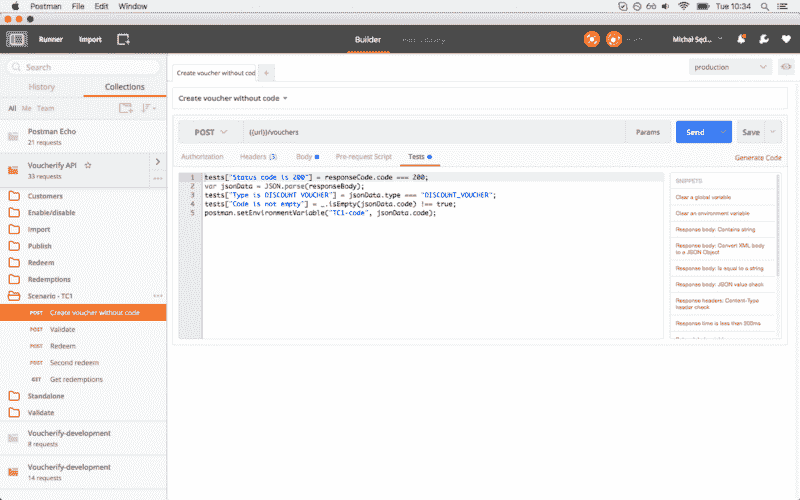 Postman File Edit Window
Tue 10:34
Runner Import
Builder
Michał Sęd...
Search
History Collections
All Me Team
Postman Echo
21 requests
Voucherify API
33 requests
Customers
Enable/disable
Import
Publish
Redeem
Redemptions
Scenario - TC1
POST Create voucher without code
POST Validate
POST Redeem
POST Second redeem
GET Get redemptions
Standalone
Validate
Voucherify-development
8 requests
Voucherify-development
14 requests
Create voucher without cod
+
production
Create voucher without code
POST {{url}}/vouchers Params Send Save
Authorization Headers (3) Body Pre-request Script Tests Generate Code
1 tests["Status code is 200"] = responseCode.code === 200;
2 var jsonData = JSON.parse(responseBody);
3 tests["Type is DISCOUNT_VOUCHER"] = jsonData.type === "DISCOUNT_VOUCHER";
4 tests["Code is not empty"] = _.isEmpty(jsonData.code) !== true;
5 postman.setEnvironmentVariable("TC1-code", jsonData.code);
SNIPPETS
Clear a global variable
Clear an environment variable
Response body: Contains string
Response body: Convert XML body
to a JSON Object
Response body: Is equal to a string
Response body: JSON value check
Response headers: Content-Type
header check
Response time is less than 200ms